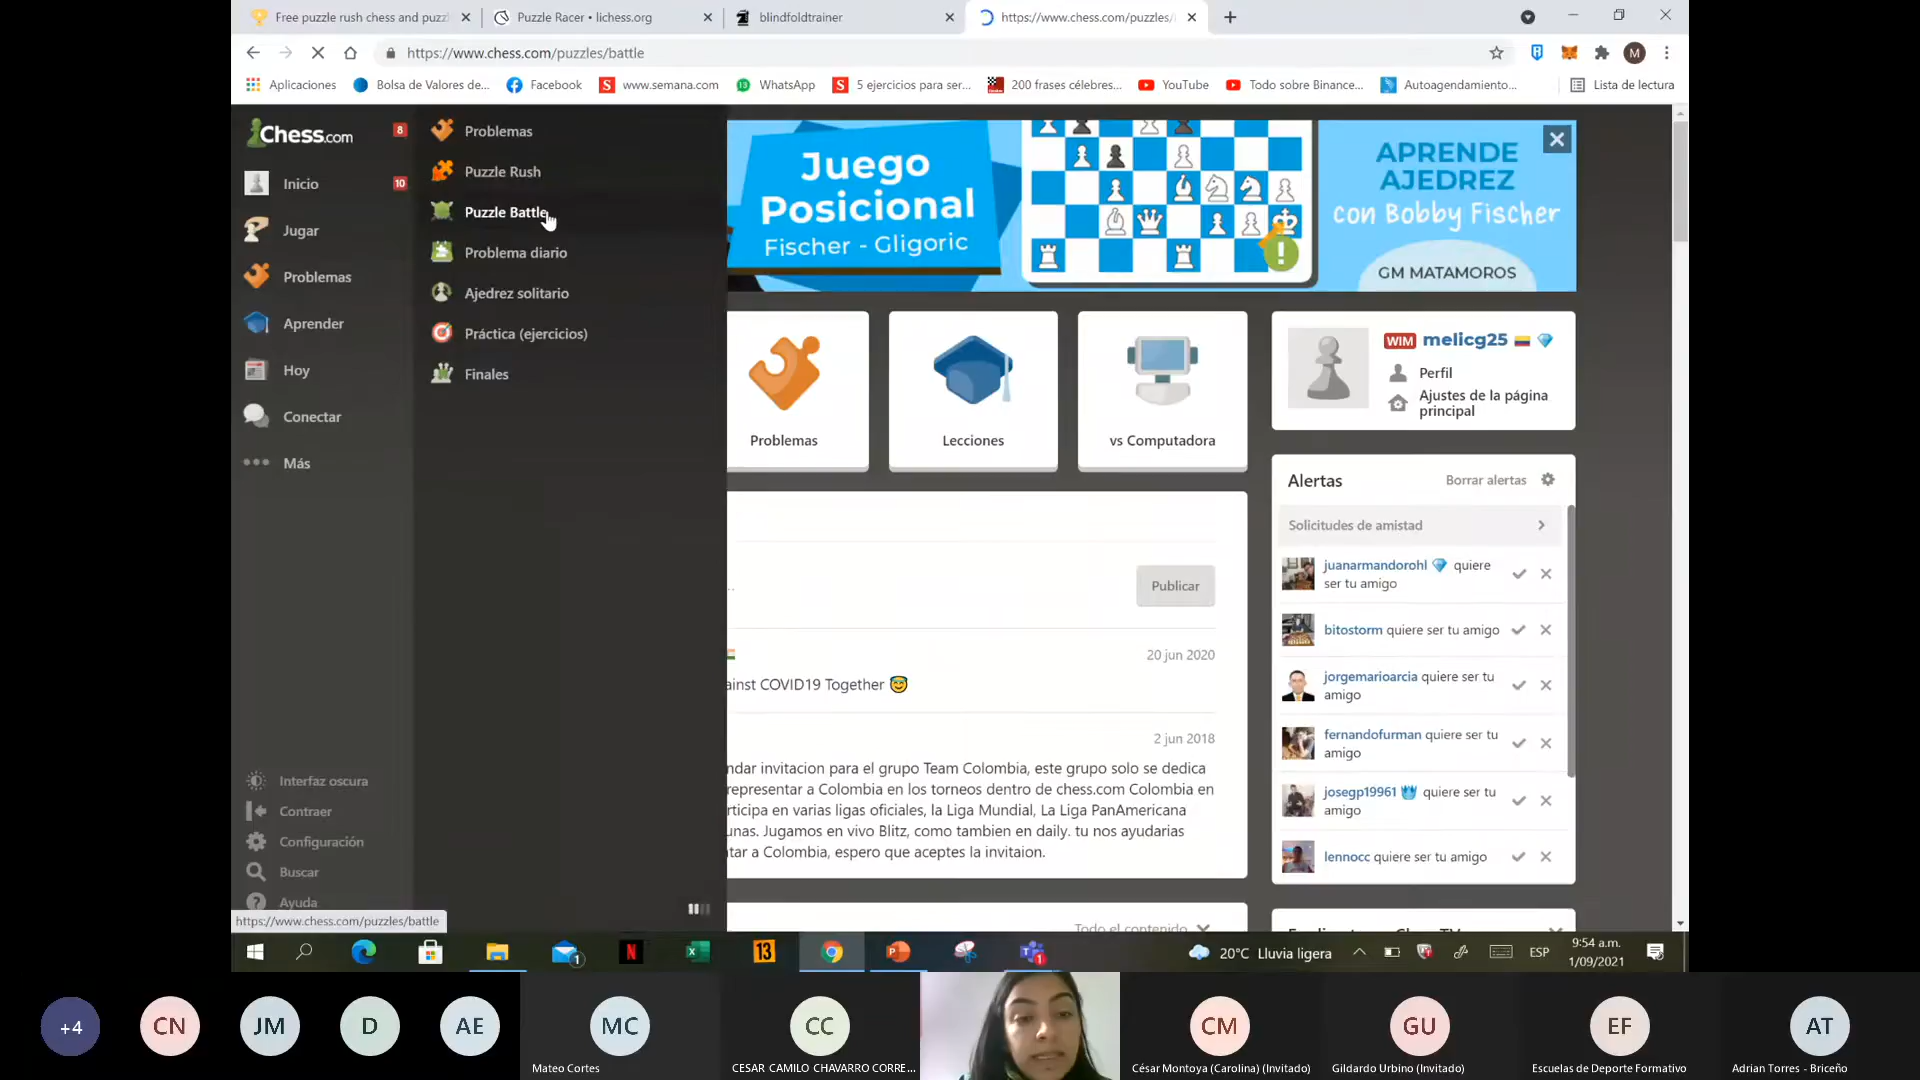 Free puzzle rush chess and puzz
Puzzle Racer • lichess.org
blindfoldtrainer
https://www.chess.com/puzzles/
https://www.chess.com/puzzles/battle
M
Aplicaciones
Bolsa de Valores de...
Facebook
www.semana.com
WhatsApp
5 ejercicios para ser...
200 frases célebres...
YouTube
Todo sobre Binance...
Autoagendamiento...
Lista de lectura
Chess.com
8
Inicio
10
Jugar
Problemas
Aprender
Hoy
Conectar
Más
Problemas
Puzzle Rush
Puzzle Battle
Problema diario
Ajedrez solitario
Práctica (ejercicios)
Finales
Juego
Posicional
Fischer - Gligoric
APRENDE
AJEDREZ
con Bobby Fischer
GM MATAMOROS
Problemas
Lecciones
vs Computadora
WIM melicg25
Perfil
Ajustes de la página
principal
Alertas
Borrar alertas
Solicitudes de amistad
juanarmandorohl quiere
ser tu amigo
bitostorm quiere ser tu amigo
jorgemarioarcia quiere ser tu
amigo
fernandofurman quiere ser tu
amigo
josegp19961 quiere ser tu
amigo
lennocc quiere ser tu amigo
Publicar
20 jun 2020
ainst COVID19 Together
2 jun 2018
ndar invitacion para el grupo Team Colombia, este grupo solo se dedica
representar a Colombia en los torneos dentro de chess.com Colombia en
rticipa en varias ligas oficiales, la Liga Mundial, La Liga PanAmericana
unas. Jugamos en vivo Blitz, como tambien en daily. tu nos ayudarias
ntar a Colombia, espero que aceptes la invitaion.
Todo el contenido
Interfaz oscura
Contraer
Configuración
Buscar
Ayuda
https://www.chess.com/puzzles/battle
20°C Lluvia ligera
ESP
9:54 a.m.
1/09/2021
+4
CN
JM
D
AE
MC
Mateo Cortes
CC
CESAR CAMILO CHAVARRO CORRE...
CM
César Montoya (Carolina) (Invitado)
GU
Gildardo Urbino (Invitado)
EF
Escuelas de Deporte Formativo
AT
Adrian Torres - Briceño